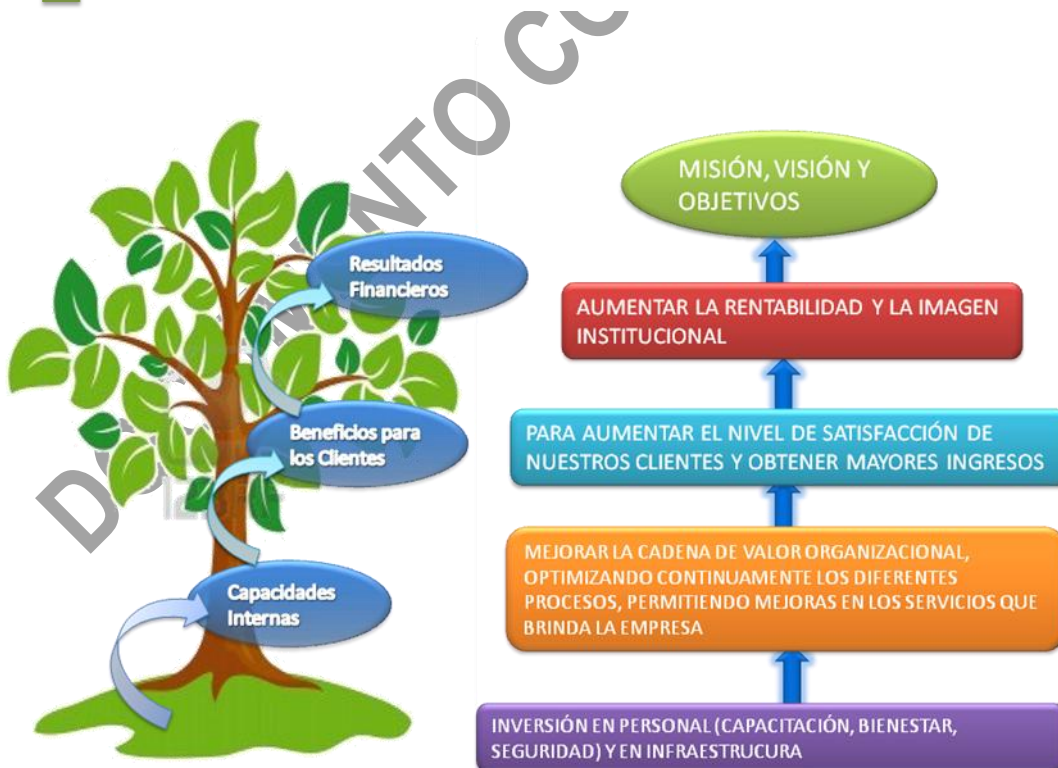 Resultados
Financieros
Beneficios para
los Clientes
Capacidades
Internas
MISIÓN, VISIÓN Y
OBJETIVOS
AUMENTAR LA RENTABILIDAD Y LA IMAGEN
INSTITUCIONAL
PARA AUMENTAR EL NIVEL DE SATISFACCIÓN DE
NUESTROS CLIENTES Y OBTENER MAYORES INGRESOS
MEJORAR LA CADENA DE VALOR ORGANIZACIONAL,
OPTIMIZANDO CONTINUAMENTE LOS DIFERENTES
PROCESOS, PERMITIENDO MEJORAS EN LOS SERVICIOS QUE
BRINDA LA EMPRESA
INVERSIÓN EN PERSONAL (CAPACITACIÓN, BIENESTAR,
SEGURIDAD) Y EN INFRAESTRUCURA